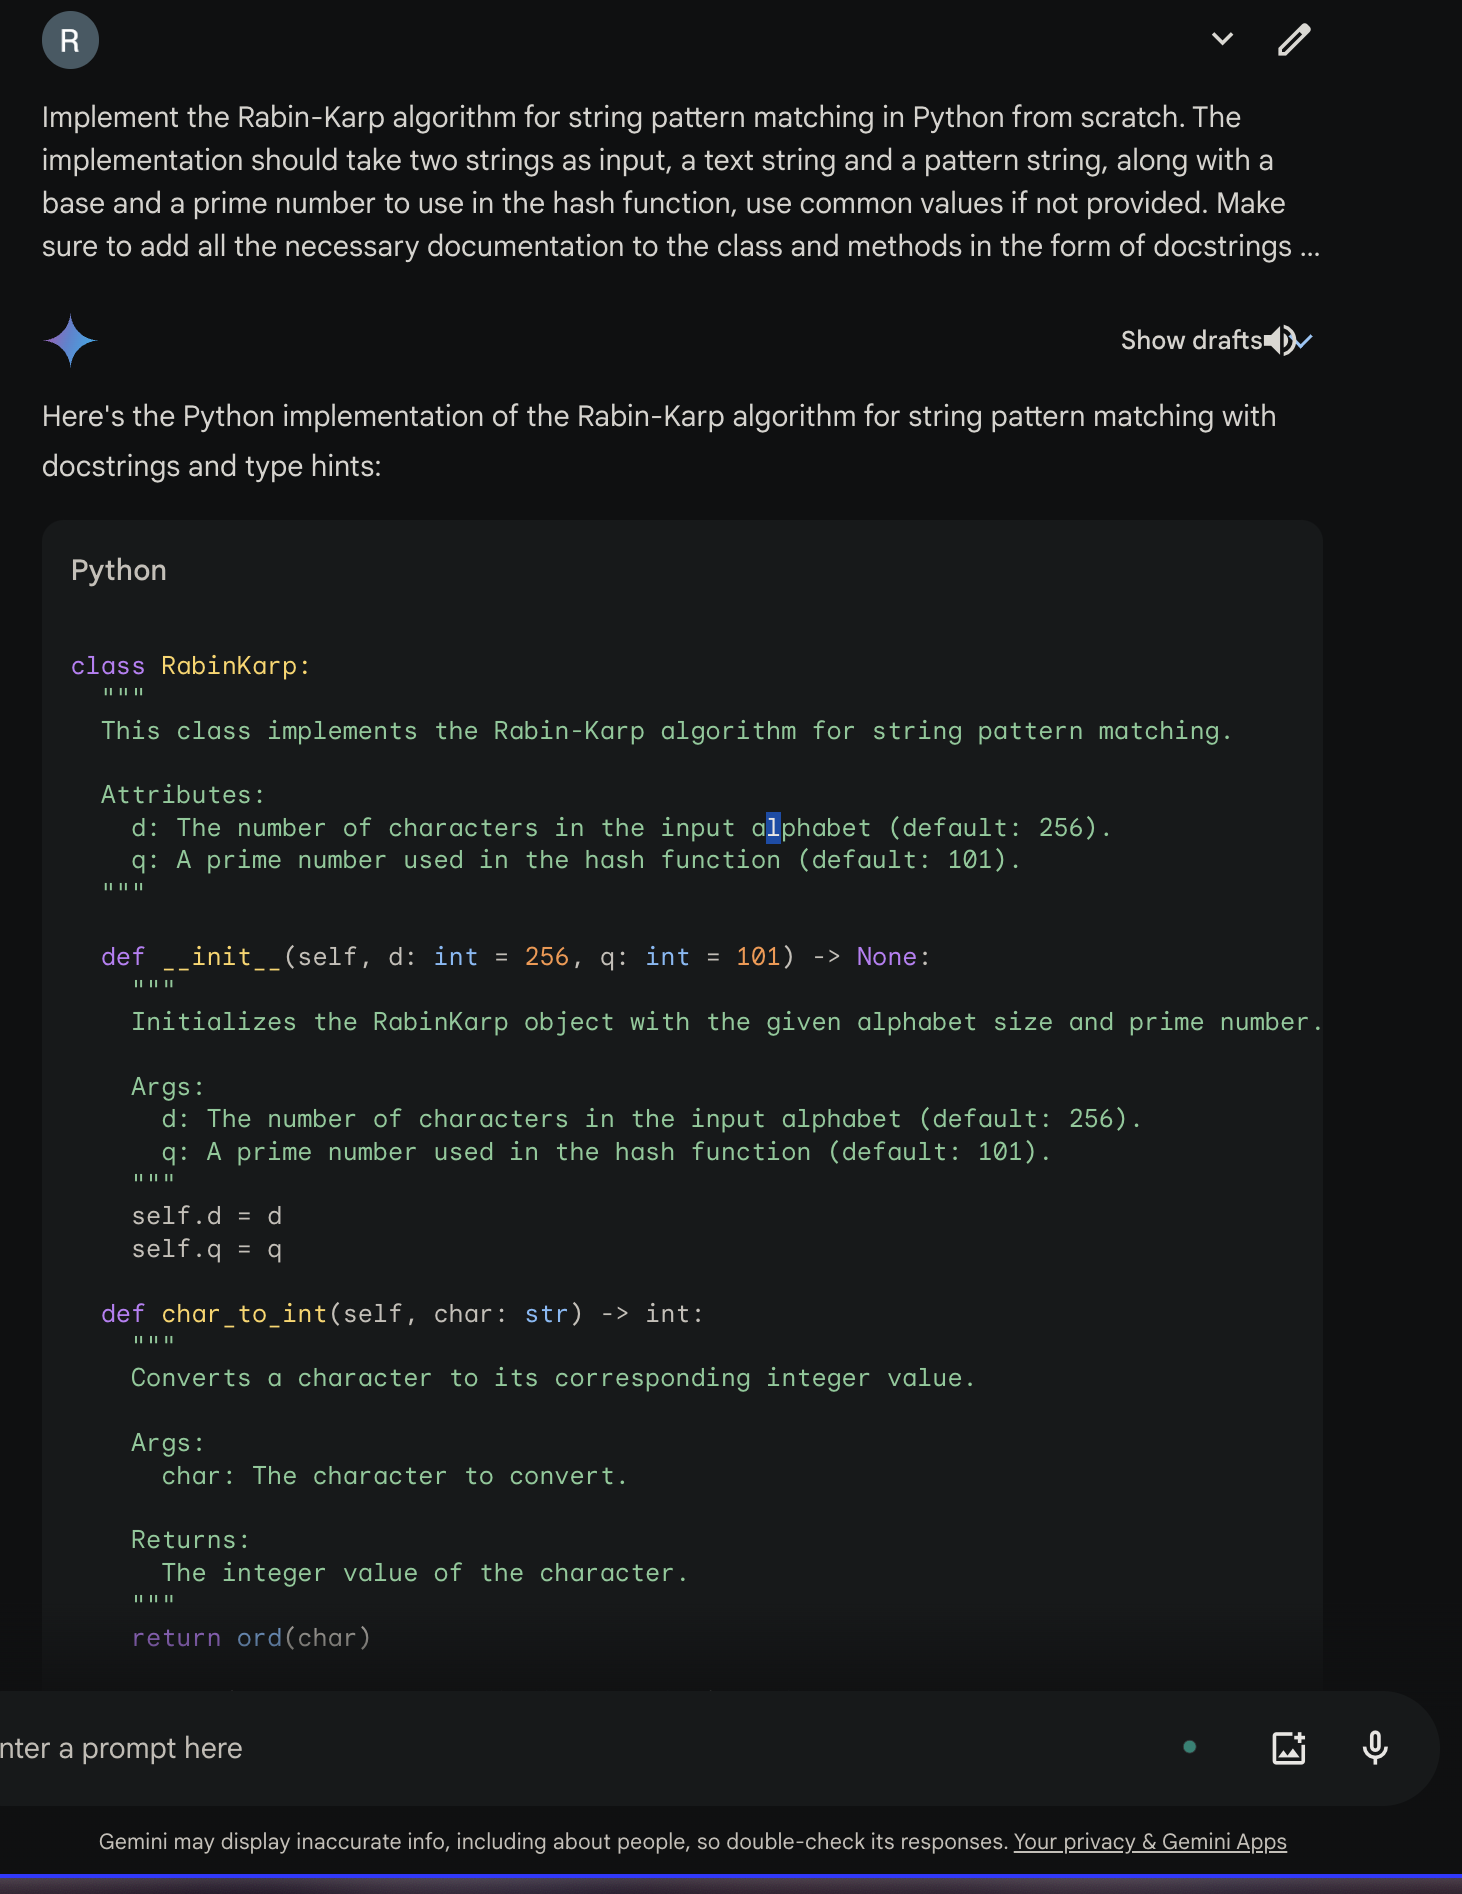 R
Implement the Rabin-Karp algorithm for string pattern matching in Python from scratch. The
implementation should take two strings as input, a text string and a pattern string, along with a
base and a prime number to use in the hash function, use common values if not provided. Make
sure to add all the necessary documentation to the class and methods in the form of docstrings ...
Show drafts
Here's the Python implementation of the Rabin-Karp algorithm for string pattern matching with
docstrings and type hints:
Python
class RabinKarp:
  """
  This class implements the Rabin-Karp algorithm for string pattern matching.

  Attributes:
    d: The number of characters in the input alphabet (default: 256).
    q: A prime number used in the hash function (default: 101).
  """

  def __init__(self, d: int = 256, q: int = 101) -> None:
    """
    Initializes the RabinKarp object with the given alphabet size and prime number.

    Args:
      d: The number of characters in the input alphabet (default: 256).
      q: A prime number used in the hash function (default: 101).
    """
    self.d = d
    self.q = q

  def char_to_int(self, char: str) -> int:
    """
    Converts a character to its corresponding integer value.

    Args:
      char: The character to convert.

    Returns:
      The integer value of the character.
    """
    return ord(char)
nter a prompt here
Gemini may display inaccurate info, including about people, so double-check its responses. Your privacy & Gemini Apps